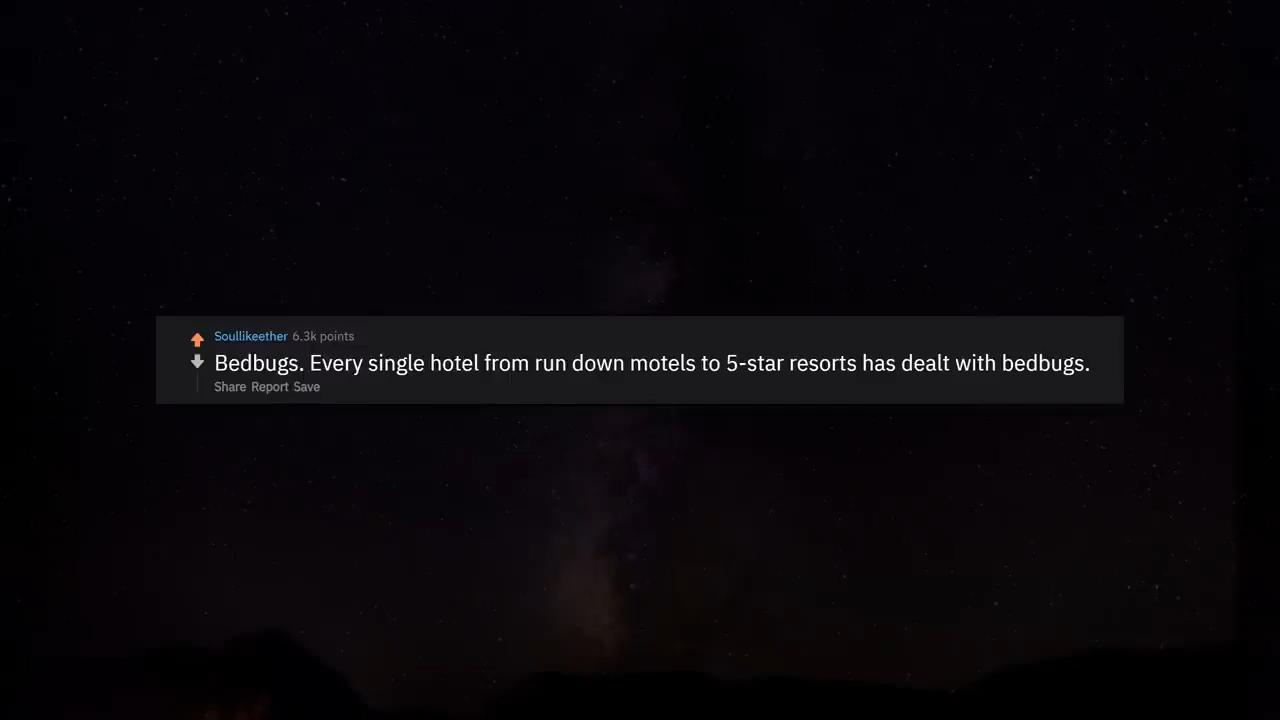 Soullikeether 6.3k points
Bedbugs. Every single hotel from run down motels to 5-star resorts has dealt with bedbugs.
Share Report Save